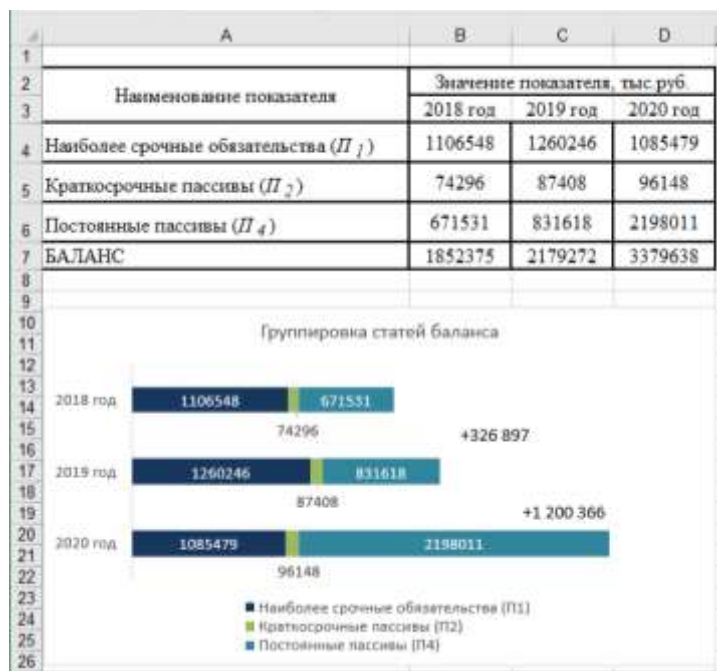 A B C D
1
2 Наименование показателя Значение показателя, тыс.руб.
3 2018 год 2019 год 2020 год
4 Наиболее срочные обязательства (П 1) 1106548 1260246 1085479
5 Краткосрочные пассивы (П 2) 74296 87408 96148
6 Постоянные пассивы (П 4) 671531 831618 2198011
7 БАЛАНС 1852375 2179272 3379638
8
9
10
11 Группировка статей баланса
12
13
14 2018 год 1106548 671531
15 74296 +326 897
16
17 2019 год 1260246 831618
18
19 87408 +1 200 366
20
21 2020 год 1085479 2198011
22 96148
23
24 Наиболее срочные обязательства (П1)
25 Краткосрочные пассивы (П2)
26 Постоянные пассивы (П4)